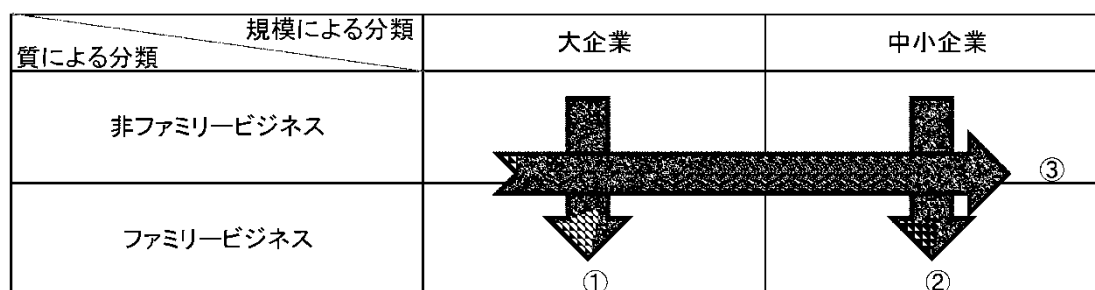 規模による分類
質による分類
大企業
中小企業
非ファミリービジネス
③
ファミリービジネス
①
②